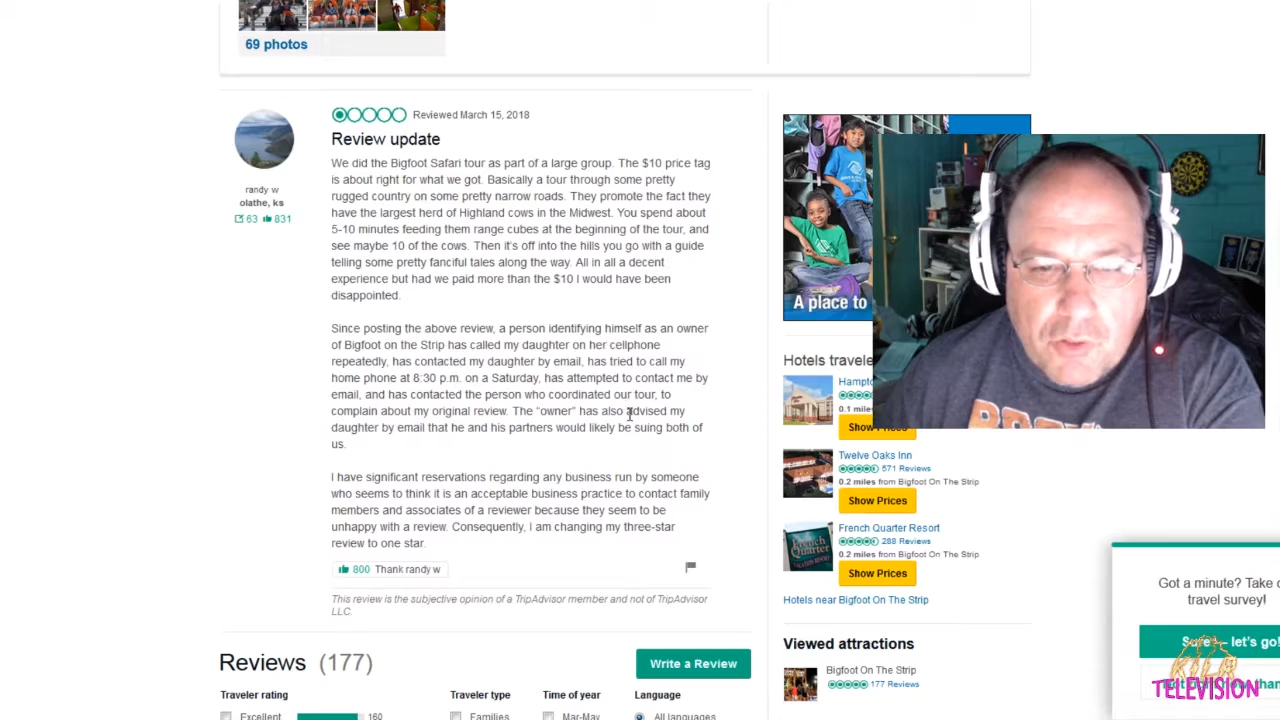 69 photos
Reviewed March 15, 2018
Review update
We did the Bigfoot Safari tour as part of a large group. The $10 price tag
is about right for what we got. Basically a tour through some pretty
rugged country on some pretty narrow roads. They promote the fact they
have the largest herd of Highland cows in the Midwest. You spend about
5-10 minutes feeding them range cubes at the beginning of the tour, and
see maybe 10 of the cows. Then it's off into the hills you go with a guide
telling some pretty fanciful tales along the way. All in all a decent
experience but had we paid more than the $10 I would have been
disappointed.
randy w
olathe, ks
63 831
Since posting the above review, a person identifying himself as an owner
of Bigfoot on the Strip has called my daughter on her cellphone
repeatedly, has contacted my daughter by email, has tried to call my
home phone at 8:30 p.m. on a Saturday, has attempted to contact me by
email, and has contacted the person who coordinated our tour, to
complain about my original review. The "owner" has also advised my
daughter by email that he and his partners would likely be suing both of
us.
I have significant reservations regarding any business run by someone
who seems to think it is an acceptable business practice to contact family
members and associates of a reviewer because they seem to be
unhappy with a review. Consequently, I am changing my three-star
review to one star.
800 Thank randy w
This review is the subjective opinion of a TripAdvisor member and not of TripAdvisor
LLC.
Reviews (177)
Write a Review
Traveler rating
Traveler type
Time of year
Language
Excellent
160
Families
Mar-May
All languages
A place to
Hotels travele
Hampt
0.1 mile
Show Prices
Twelve Oaks Inn
571 Reviews
0.2 miles from Bigfoot On The Strip
Show Prices
French Quarter Resort
288 Reviews
0.2 miles from Bigfoot On The Strip
Show Prices
Hotels near Bigfoot On The Strip
Viewed attractions
Bigfoot On The Strip
177 Reviews
Got a minute? Take
travel survey!
let's go!
TELEVISION